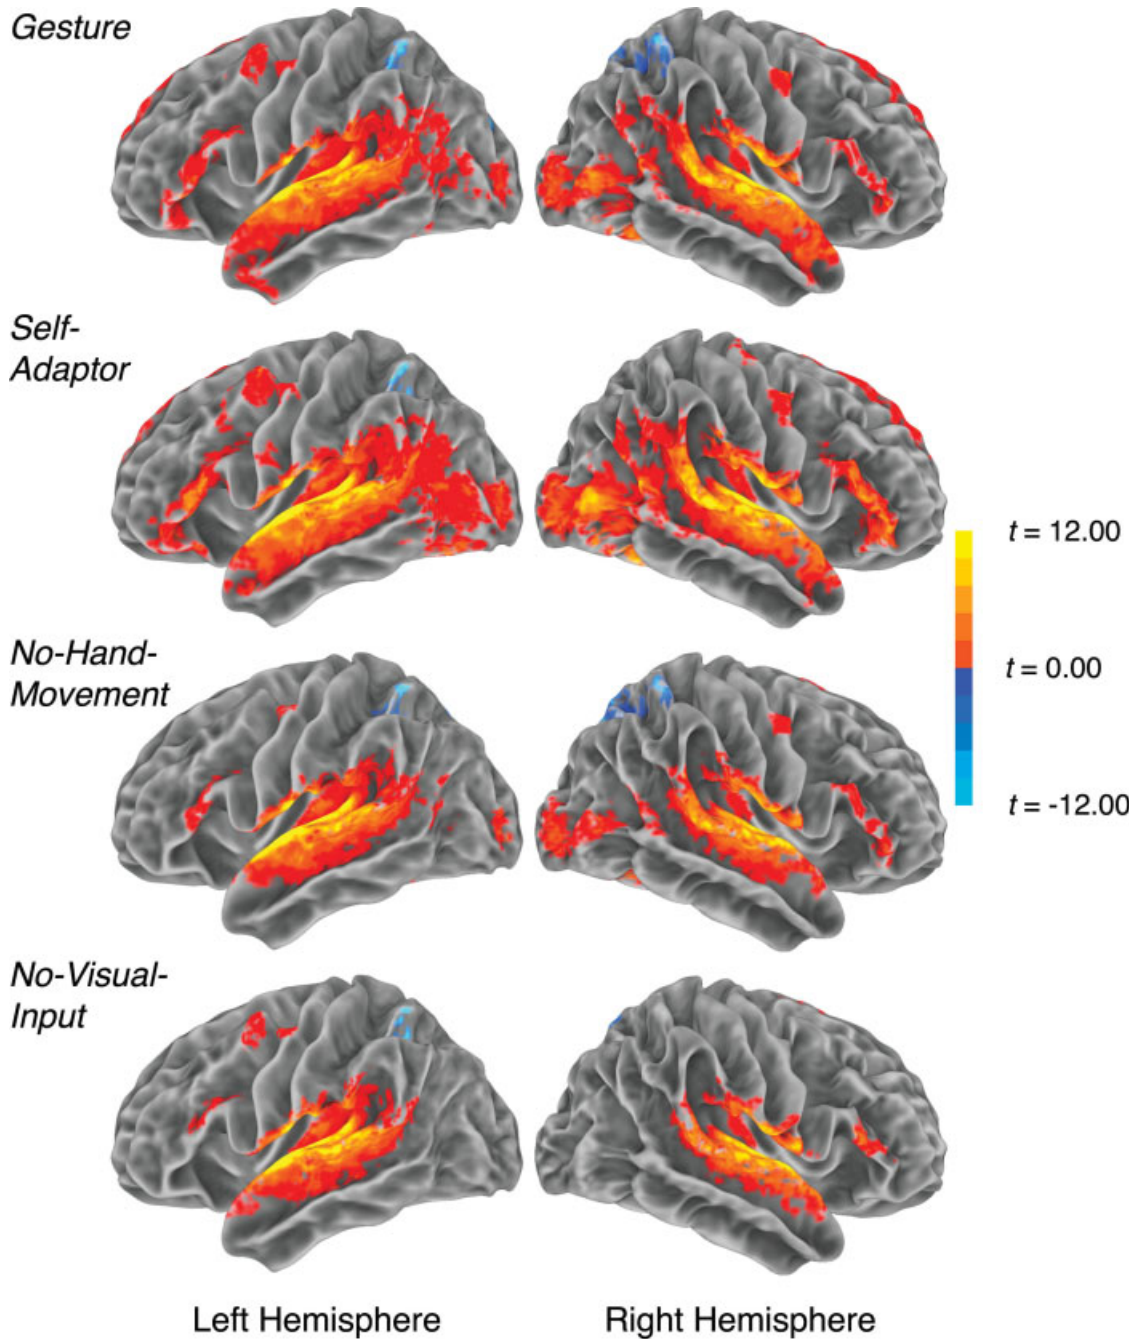 Gesture
Self-
Adaptor
t = 12.00
No-Hand-
Movement
t = 0.00
t = -12.00
No-Visual-
Input
Left Hemisphere
Right Hemisphere